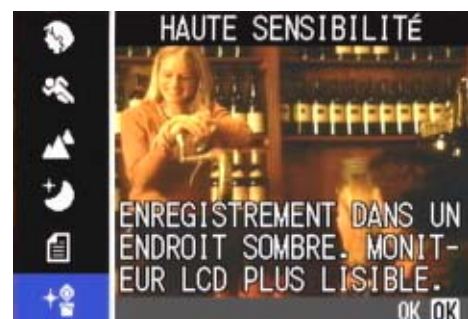 HAUTE SENSIBILITÉ
ENREGISTREMENT DANS UN
ENDROIT SOMBRE. MONIT-
EUR LCD PLUS LISIBLE.
OK OK